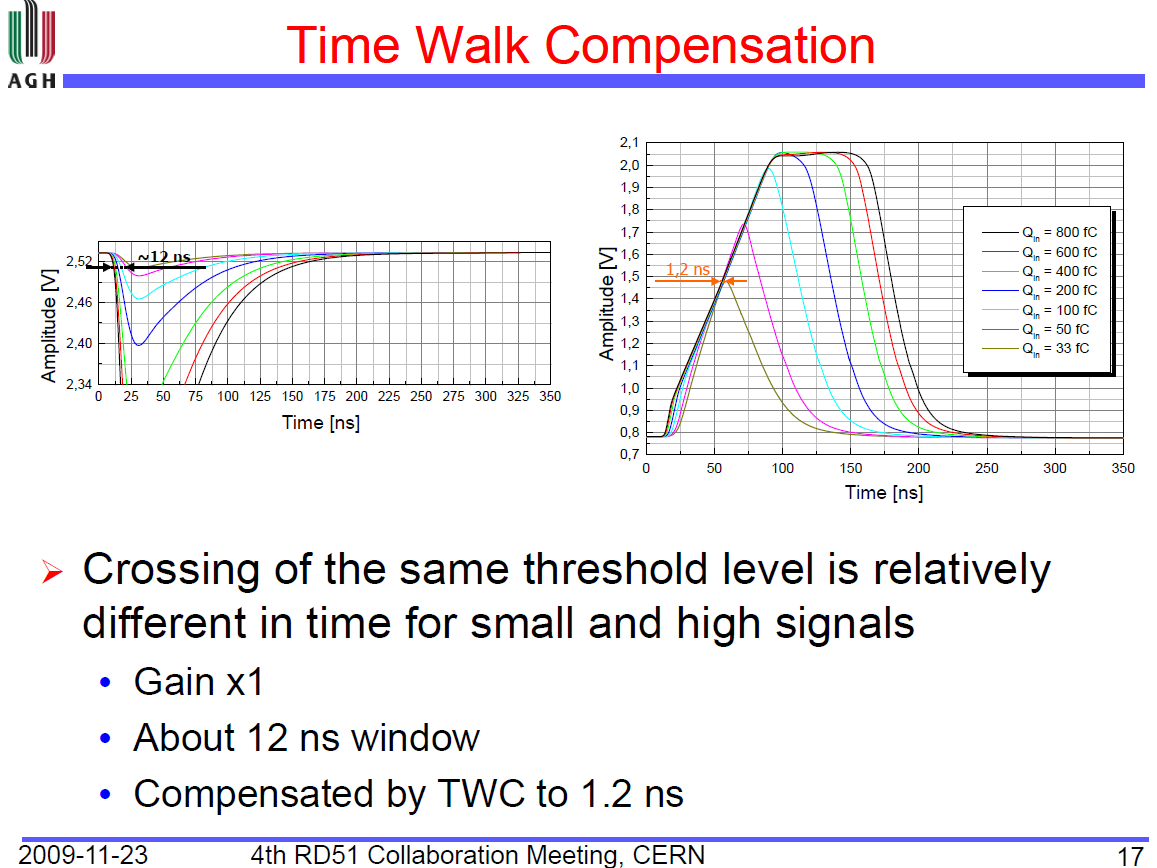 AGH
Time Walk Compensation
~12 ns
Amplitude [V]
2,52
2,46
2,40
2,34
0 25 50 75 100 125 150 175 200 225 250 275 300 325 350
Time [ns]
2,1
2,0
1,9
1,8
1,7
1,6
1,5
1,4
1,3
1,2
1,1
1,0
0,9
0,8
0,7
Amplitude [V]
1,2 ns
Qin = 800 fC
Qin = 600 fC
Qin = 400 fC
Qin = 200 fC
Qin = 100 fC
Qin = 50 fC
Qin = 33 fC
0 50 100 150 200 250 300 350
Time [ns]
Crossing of the same threshold level is relatively
different in time for small and high signals
• Gain x1
• About 12 ns window
• Compensated by TWC to 1.2 ns
2009-11-23 4th RD51 Collaboration Meeting, CERN 17